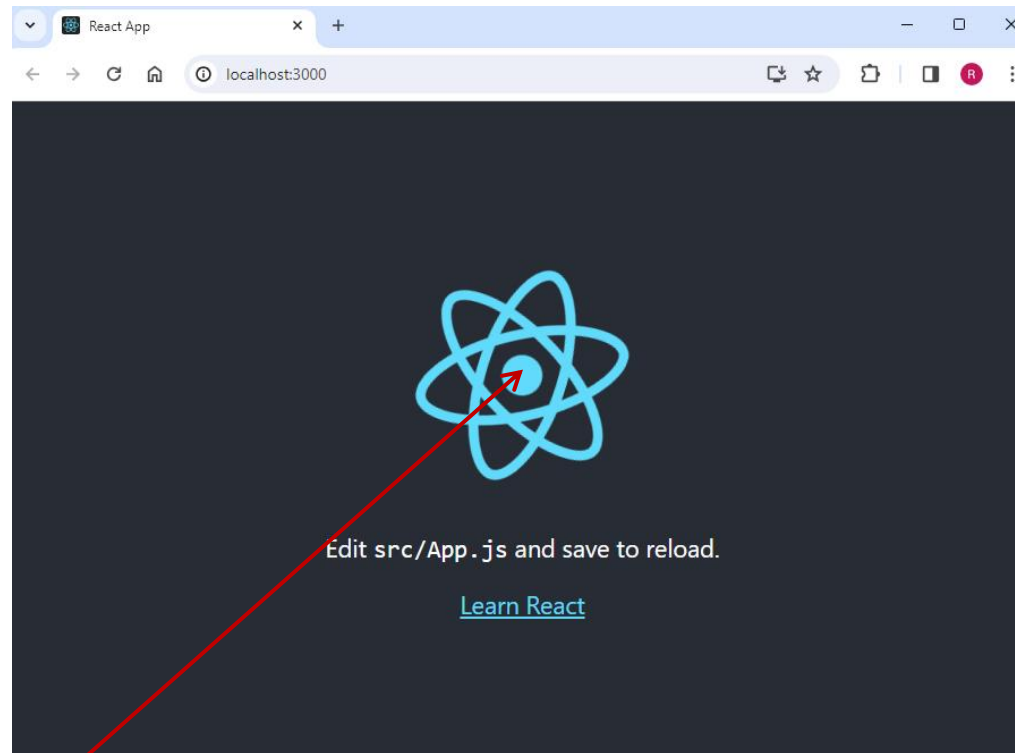 React App
localhost:3000
R
Edit src/App.js and save to reload.
Learn React